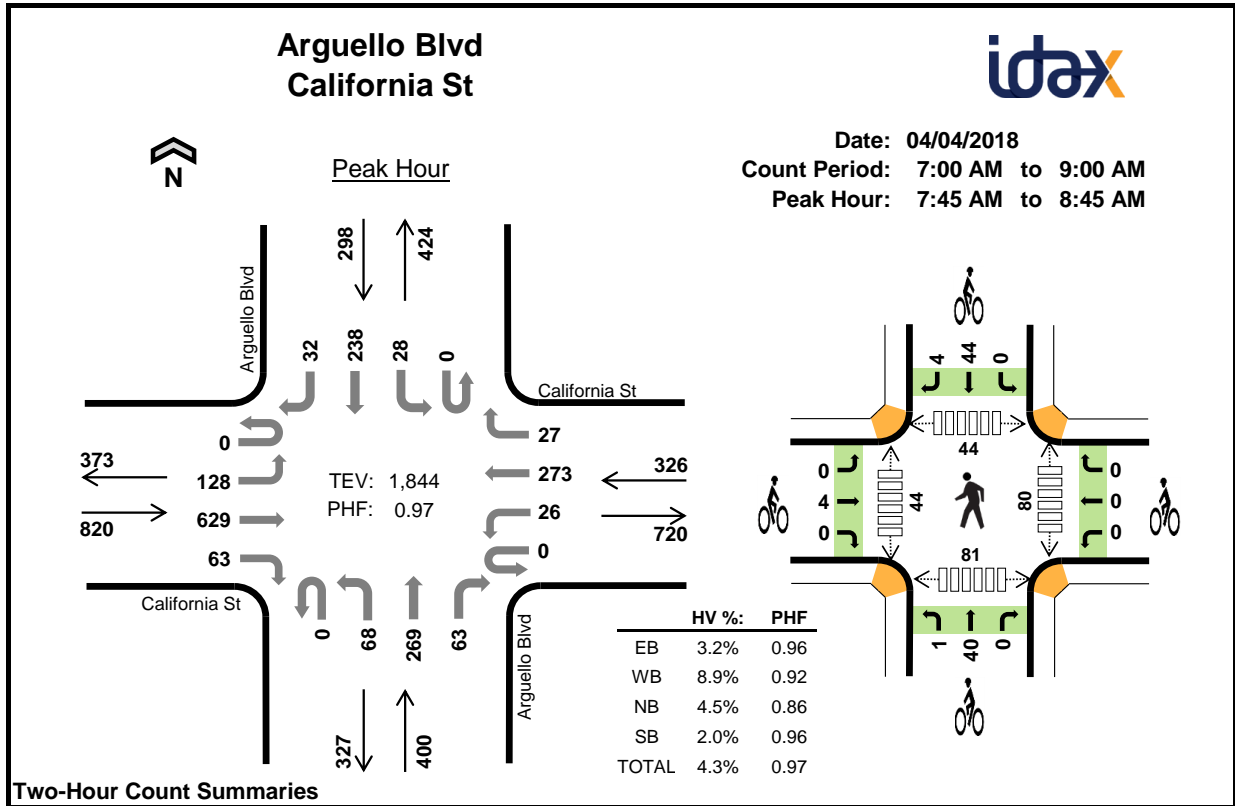 Arguello Blvd
California St
idax
Date: 04/04/2018
Count Period: 7:00 AM to 9:00 AM
Peak Hour: 7:45 AM to 8:45 AM
N
Peak Hour
298
424
Arguello Blvd
32
238
28
0
California St
0
27
373
128
TEV: 1,844
273
326
PHF: 0.97
820
629
26
720
63
0
California St
0
68
269
63
Arguello Blvd
327
400
HV %: PHF
EB 3.2% 0.96
WB 8.9% 0.92
NB 4.5% 0.86
SB 2.0% 0.96
TOTAL 4.3% 0.97
4
44
0
44
0
4
0
44
80
0
0
0
81
1
40
0
Two-Hour Count Summaries